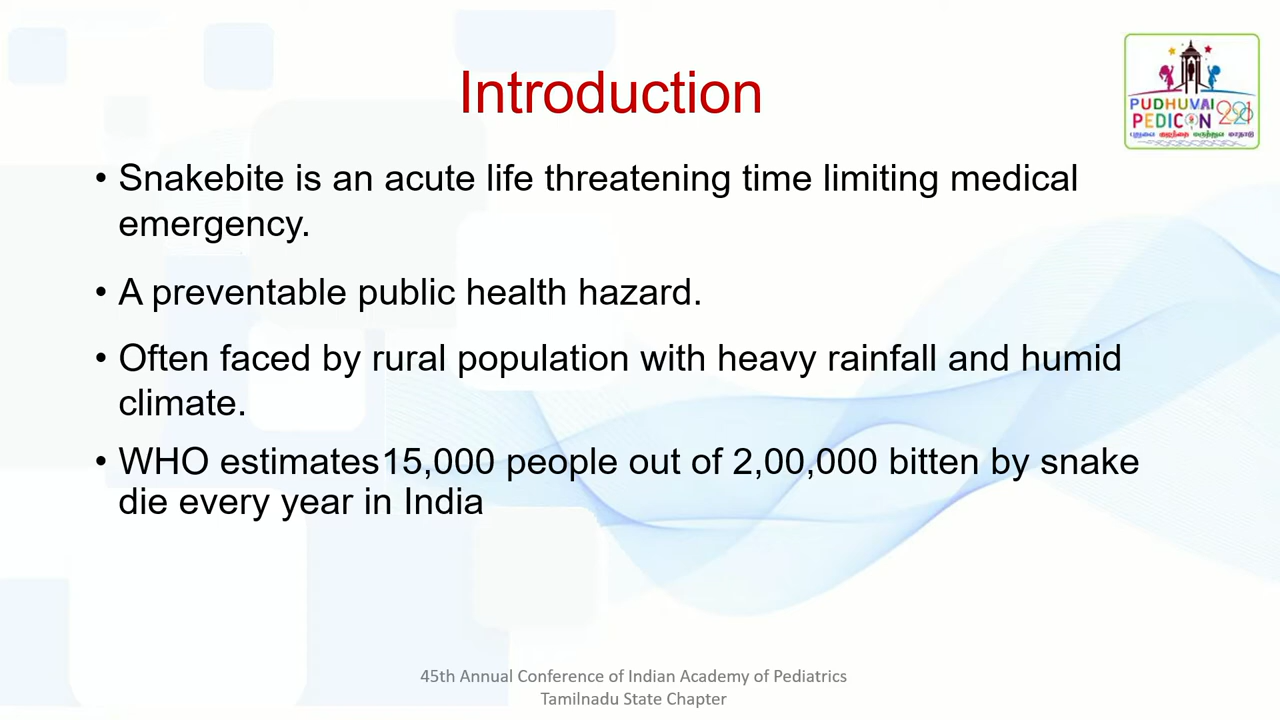 Introduction
PUDHUVAI
PEDICON 2021
• Snakebite is an acute life threatening time limiting medical
emergency.
• A preventable public health hazard.
• Often faced by rural population with heavy rainfall and humid
climate.
• WHO estimates15,000 people out of 2,00,000 bitten by snake
die every year in India
45th Annual Conference of Indian Academy of Pediatrics
Tamilnadu State Chapter